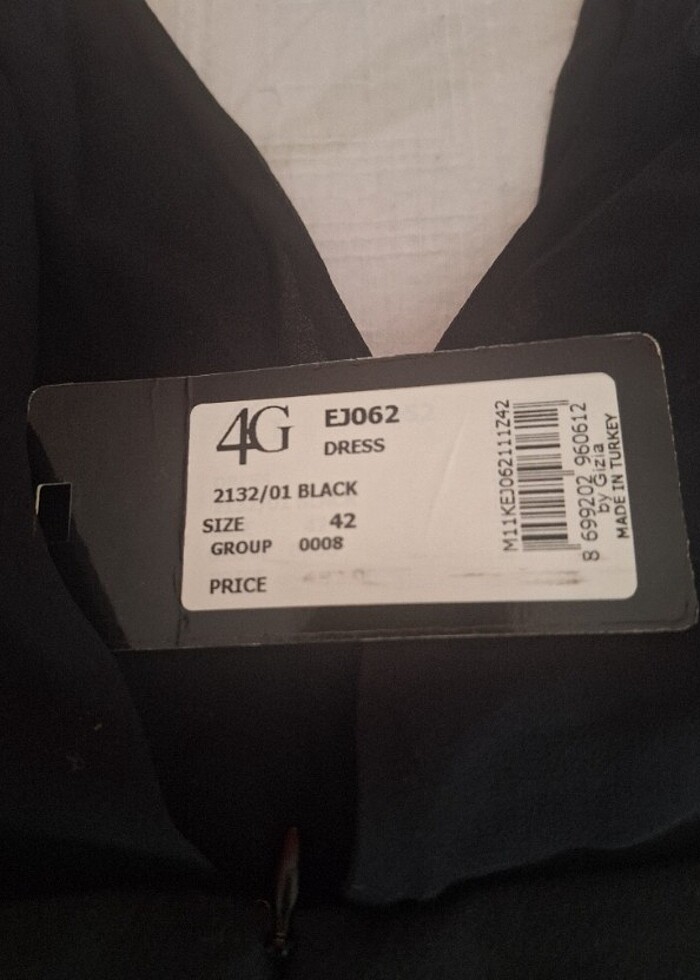 4G
EJ062
DRESS
2132/01 BLACK
SIZE 42
GROUP 0008
PRICE
M11KEJ062111Z42
8 699202 960612
by Gizia
MADE IN TURKEY